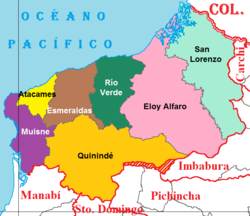 OCÉANO
PACÍFICO
COL.
San
Lorenzo
Carchi
Río
Verde
Atacames
Esmeraldas
Eloy Alfaro
Muisne
Quinindé
Imbabura
Manabí
Pichincha
Sto. Domingo